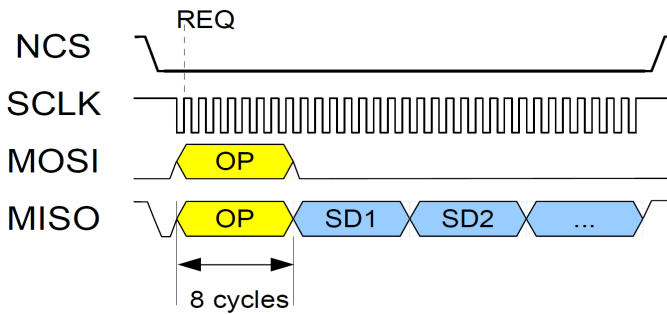 REQ
NCS
SCLK
MOSI OP
MISO OP SD1 SD2 ...
8 cycles